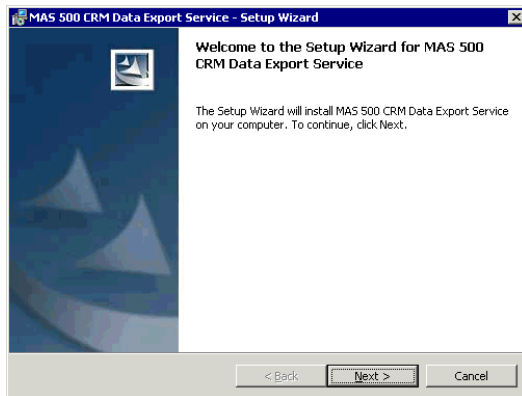 MAS 500 CRM Data Export Service - Setup Wizard
Welcome to the Setup Wizard for MAS 500
CRM Data Export Service
The Setup Wizard will install MAS 500 CRM Data Export Service
on your computer. To continue, click Next.
< Back
Next >
Cancel